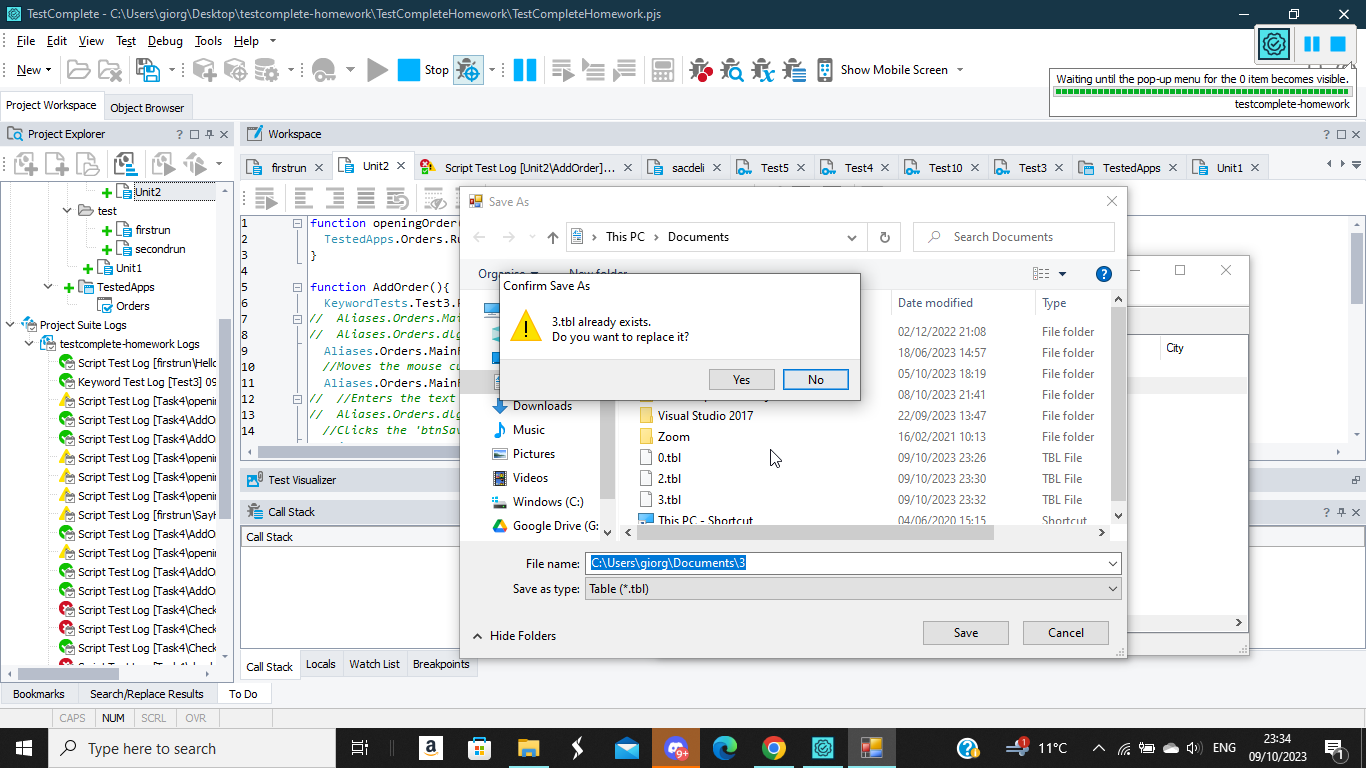 TestComplete - C:\Users\giorg\Desktop\testcomplete-homework\TestCompleteHomework\TestCompleteHomework.pjs
File Edit View Test Debug Tools Help
New Stop Show Mobile Screen
Waiting until the pop-up menu for the 0 item becomes visible.
testcomplete-homework
Project Workspace Object Browser
Project Explorer
Workspace
firstrun Unit2 Script Test Log [Unit2\AddOrder]... sacdeli Test5 Test4 Test10 Test3 TestedApps Unit1
Unit2
test
firstrun
secondrun
Unit1
TestedApps
Orders
Project Suite Logs
testcomplete-homework Logs
Script Test Log [firstrun\Hello
Keyword Test Log [Test3] 09
Script Test Log [Task4\openi
Script Test Log [Task4\AddO
Script Test Log [Task4\AddO
Script Test Log [Task4\openi
Script Test Log [Task4\openi
Script Test Log [Task4\openi
Script Test Log [firstrun\SayH
Script Test Log [Task4\AddO
Script Test Log [Task4\openi
Script Test Log [Task4\AddO
Script Test Log [Task4\AddO
Script Test Log [Task4\Check
Script Test Log [Task4\Check
Script Test Log [Task4\Check
1 function openingOrder(
2 TestedApps.Orders.Ru
3 }
4
5 function AddOrder(){
6 KeywordTests.Test3.
7 // Aliases.Orders.Mai
8 // Aliases.Orders.dlg
9 Aliases.Orders.MainF
10 //Moves the mouse cu
11 Aliases.Orders.MainF
12 // //Enters the text
13 // Aliases.Orders.dlg
14 //Clicks the 'btnSav
Save As
This PC Documents
Search Documents
Organise New folder
Date modified Type
02/12/2022 21:08 File folder
18/06/2023 14:57 File folder
05/10/2023 18:19 File folder
08/10/2023 21:41 File folder
Visual Studio 2017 22/09/2023 13:47 File folder
Zoom 16/02/2021 10:13 File folder
0.tbl 09/10/2023 23:26 TBL File
2.tbl 09/10/2023 23:30 TBL File
3.tbl 09/10/2023 23:32 TBL File
This PC - Shortcut 04/06/2020 15:15 Shortcut
Downloads
Music
Pictures
Videos
Windows (C:)
Google Drive (G:
File name: C:\Users\giorg\Documents\3
Save as type: Table (*.tbl)
Hide Folders
Save Cancel
Confirm Save As
3.tbl already exists.
Do you want to replace it?
Yes No
City
Test Visualizer
Call Stack
Call Stack
Call Stack Locals Watch List Breakpoints
Bookmarks Search/Replace Results To Do
CAPS NUM SCRL OVR
Type here to search
a
9+
1
11°C
ENG
23:34
09/10/2023
1